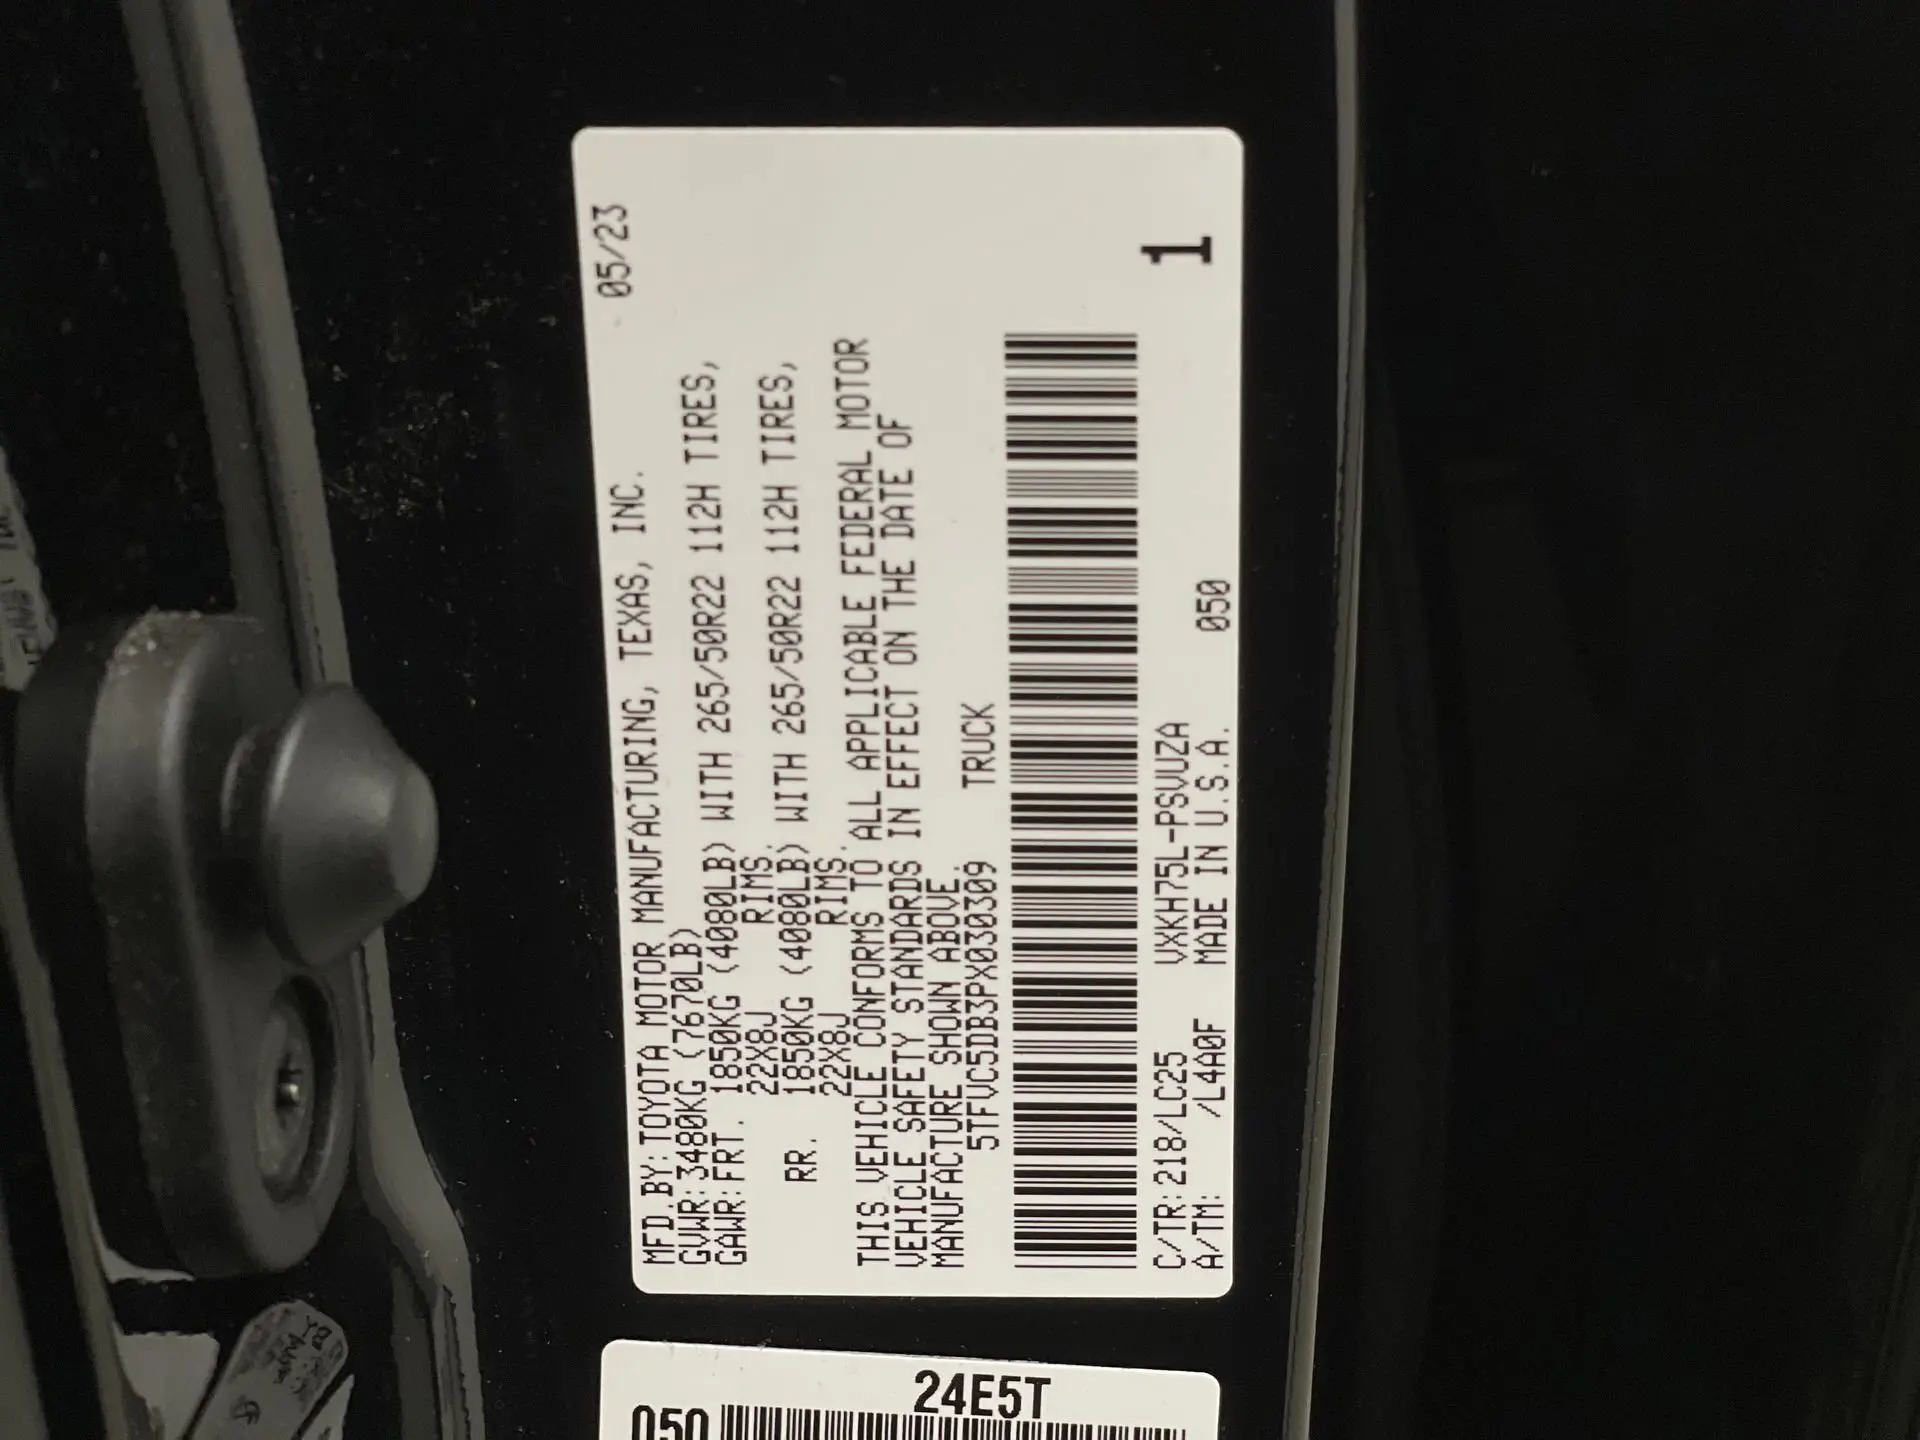 05/23
MFD.BY:TOYOTA MOTOR MANUFACTURING, TEXAS, INC.
GVWR:3480KG (7670LB)
GAWR:FRT. 1850KG (4080LB) WITH 265/50R22 112H TIRES,
22X8J RIMS.
RR. 1850KG (4080LB) WITH 265/50R22 112H TIRES,
22X8J RIMS.
THIS VEHICLE CONFORMS TO ALL APPLICABLE FEDERAL MOTOR
VEHICLE SAFETY STANDARDS IN EFFECT ON THE DATE OF
MANUFACTURE SHOWN ABOVE.
5TFVC5DB3PX030309 TRUCK
C/TR:218/LC25 VXKH75L-PSVUZA
A/TM: /L4A0F MADE IN U.S.A. 050
1
24E5T
050